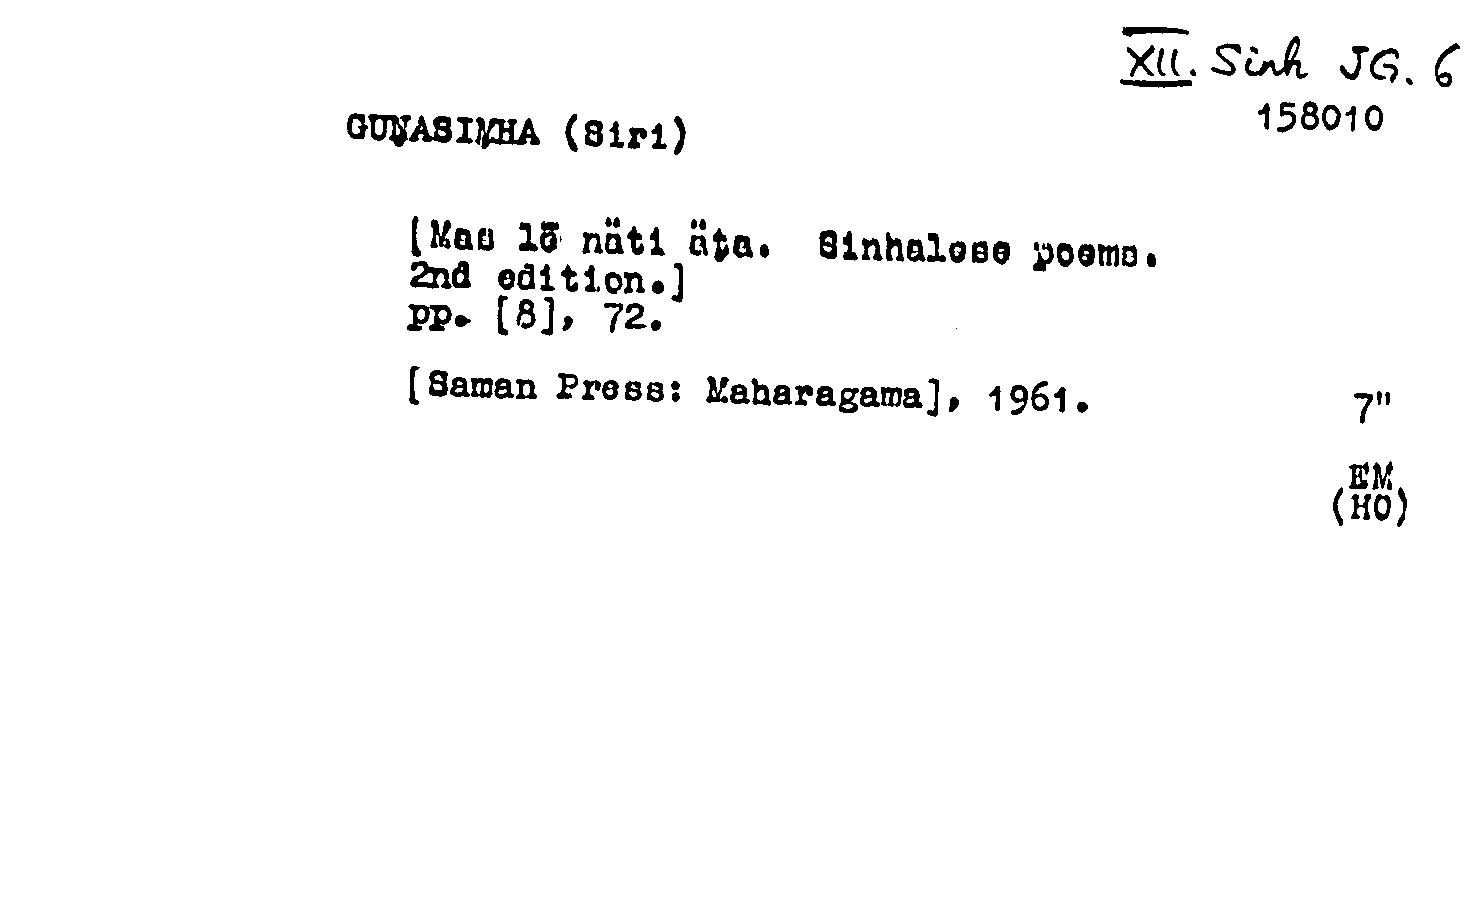 XII. Sinh JG. 6
158010
GUṆASIṂHA (Siri)
[Mas lē näti äṭa. Sinhalese poems.
2nd edition.]
pp. [8], 72.
[Saman Press: Maharagama], 1961.
7"
EM
(HO)